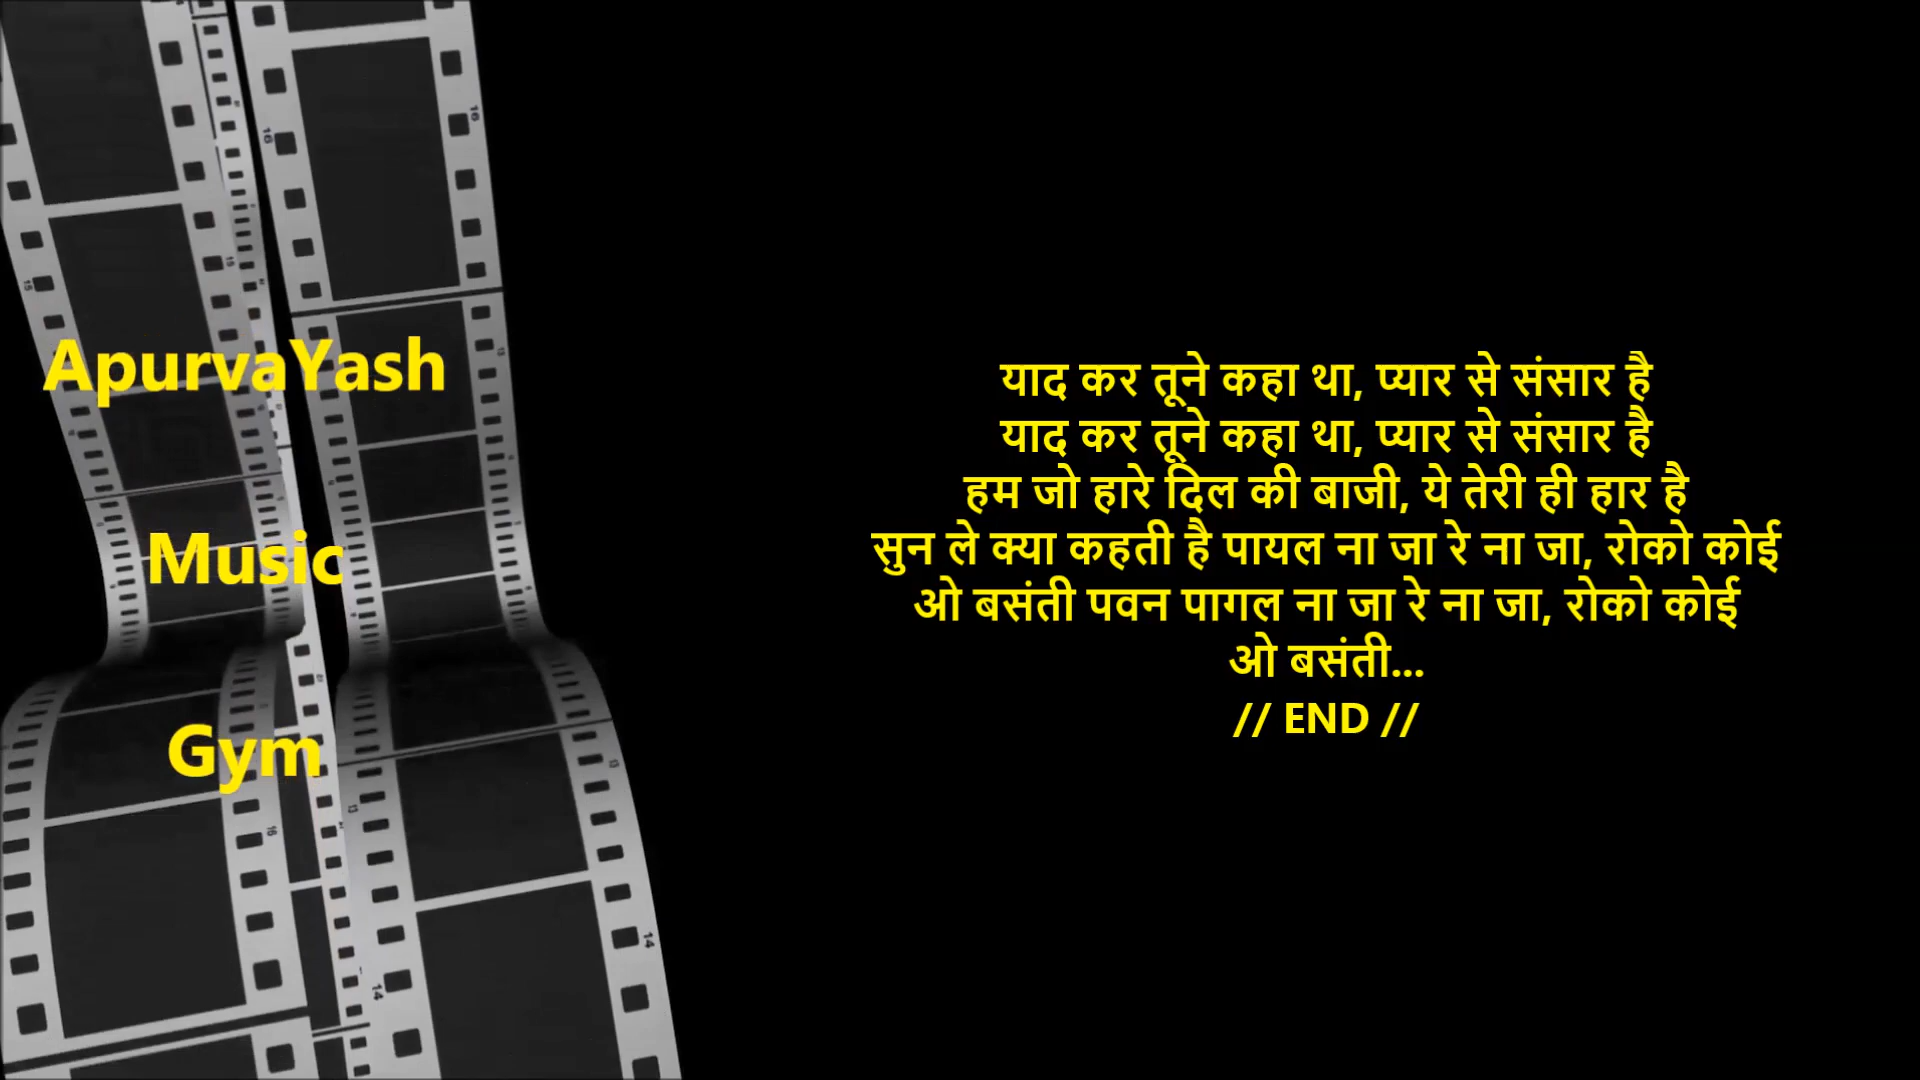 ApurvaYash
Music
Gym
याद कर तूने कहा था, प्यार से संसार है
याद कर तूने कहा था, प्यार से संसार है
हम जो हारे दिल की बाजी, ये तेरी ही हार है
सुन ले क्या कहती है पायल ना जा रे ना जा, रोको कोई
ओ बसंती पवन पागल ना जा रे ना जा, रोको कोई
ओ बसंती...
// END //